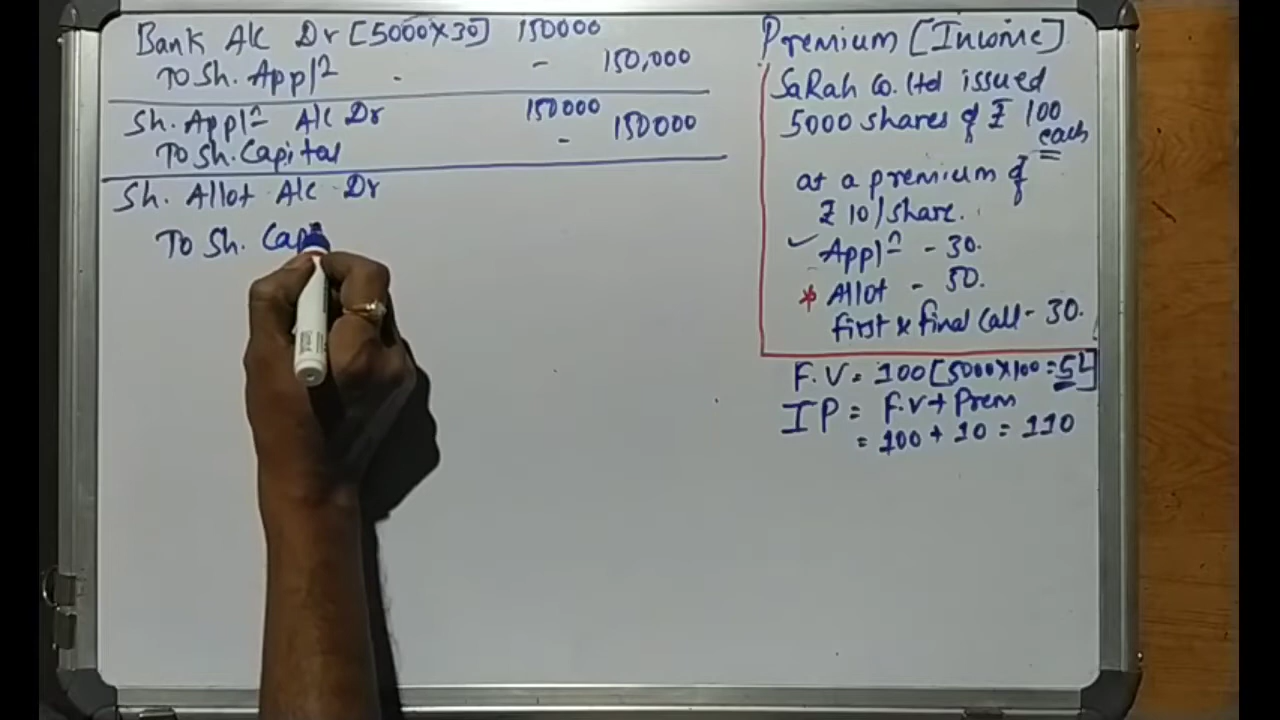 Bank A/c Dr [5000×30] 150000
To Sh. Appl⁠n - 150,000
Sh. Appln A/c Dr 150000
To Sh. Capital - 150000
Sh. Allot A/c Dr
To Sh. Cap
Premium [Income]
SaRah Co. Ltd issued
5000 shares of ₹ 100
each
at a premium of
₹ 10/share.
✓ Appln - 30.
* Allot - 50.
first & final Call - 30.
F.V = 100 [5000×100 = 5L]
IP = F.V + Prem
= 100 + 10 = 110